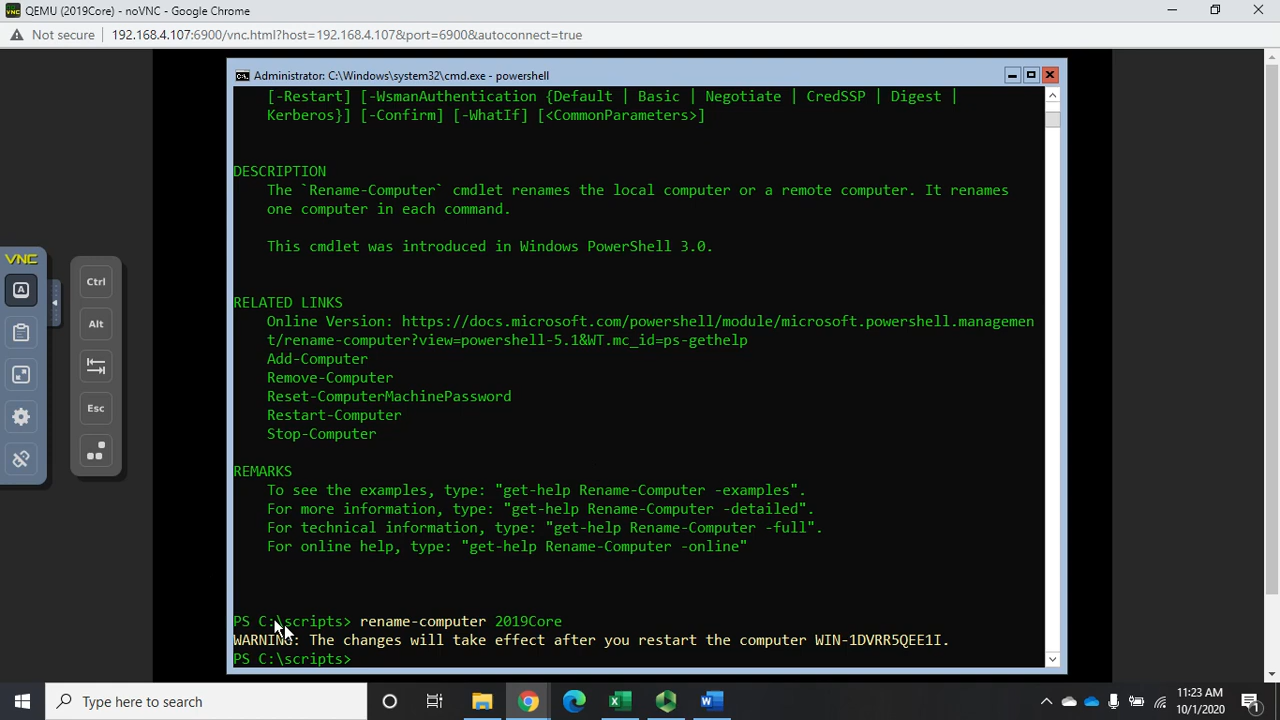 QEMU (2019Core) - noVNC - Google Chrome
Not secure
192.168.4.107:6900/vnc.html?host=192.168.4.107&port=6900&autoconnect=true
Administrator: C:\Windows\system32\cmd.exe - powershell
[-Restart] [-WsmanAuthentication {Default | Basic | Negotiate | CredSSP | Digest |
Kerberos}] [-Confirm] [-WhatIf] [<CommonParameters>]
DESCRIPTION
The `Rename-Computer` cmdlet renames the local computer or a remote computer. It renames
one computer in each command.
This cmdlet was introduced in Windows PowerShell 3.0.
RELATED LINKS
Online Version: https://docs.microsoft.com/powershell/module/microsoft.powershell.managemen
t/rename-computer?view=powershell-5.1&WT.mc_id=ps-gethelp
Add-Computer
Remove-Computer
Reset-ComputerMachinePassword
Restart-Computer
Stop-Computer
REMARKS
To see the examples, type: "get-help Rename-Computer -examples".
For more information, type: "get-help Rename-Computer -detailed".
For technical information, type: "get-help Rename-Computer -full".
For online help, type: "get-help Rename-Computer -online"
PS C:\scripts> rename-computer 2019Core
WARNING: The changes will take effect after you restart the computer WIN-1DVRR5QEE1I.
PS C:\scripts>
VNC
A
Ctrl
Alt
Esc
Type here to search
11:23 AM
10/1/2020
1